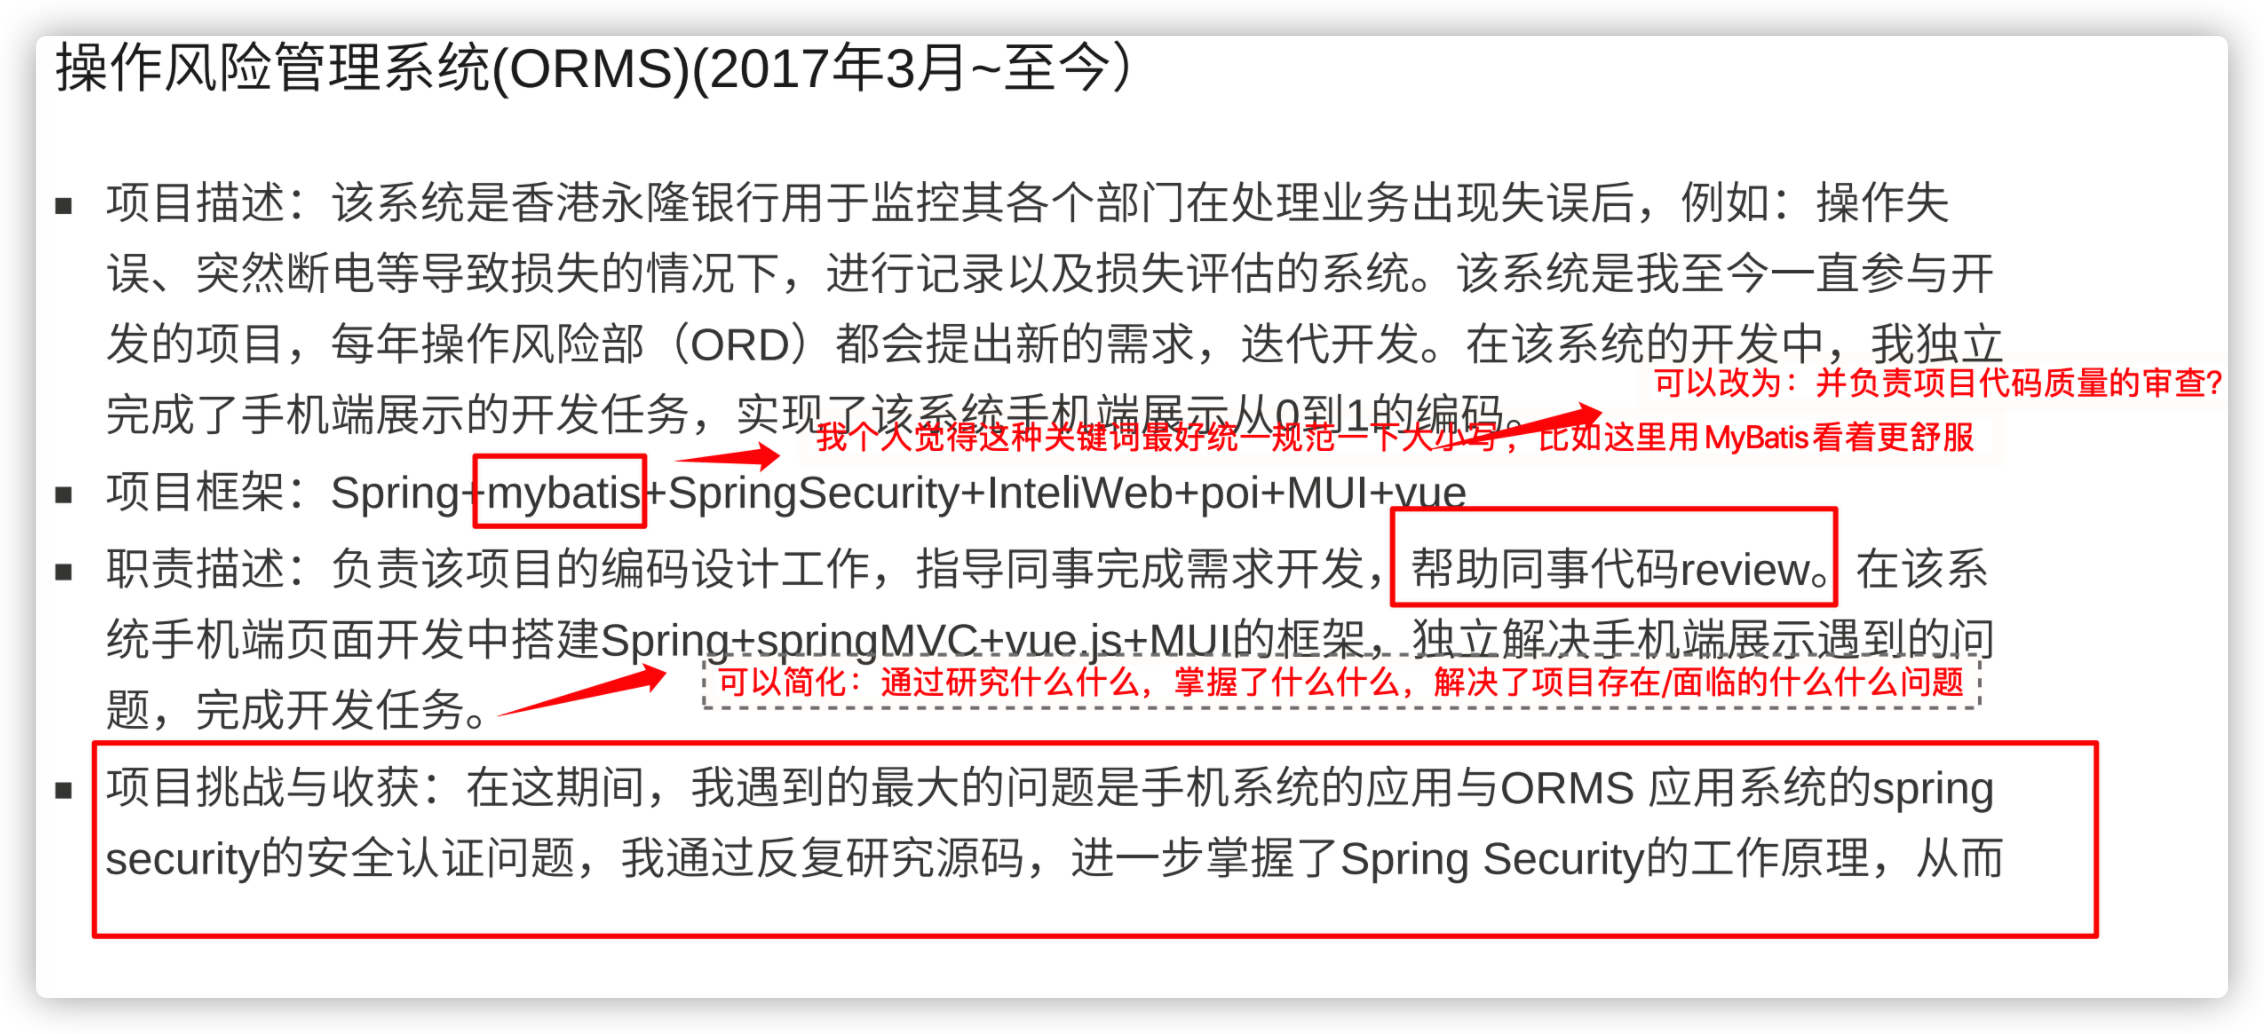 操作风险管理系统(ORMS)(2017年3月~至今）
项目描述：该系统是香港永隆银行用于监控其各个部门在处理业务出现失误后，例如：操作失
误、突然断电等导致损失的情况下，进行记录以及损失评估的系统。该系统是我至今一直参与开
发的项目，每年操作风险部（ORD）都会提出新的需求，迭代开发。在该系统的开发中，我独立
可以改为：并负责项目代码质量的审查?
完成了手机端展示的开发任务，实现了该系统手机端展示从0到1的编码。
我个人觉得这种关键词最好统一规范一下大小写，比如这里用MyBatis看着更舒服
项目框架：Spring+mybatis+SpringSecurity+InteliWeb+poi+MUI+vue
职责描述：负责该项目的编码设计工作，指导同事完成需求开发，帮助同事代码review。在该系
统手机端页面开发中搭建Spring+springMVC+vue.js+MUI的框架，独立解决手机端展示遇到的问
可以简化：通过研究什么什么，掌握了什么什么，解决了项目存在/面临的什么什么问题
题，完成开发任务。
项目挑战与收获：在这期间，我遇到的最大的问题是手机系统的应用与ORMS 应用系统的spring
security的安全认证问题，我通过反复研究源码，进一步掌握了Spring Security的工作原理，从而